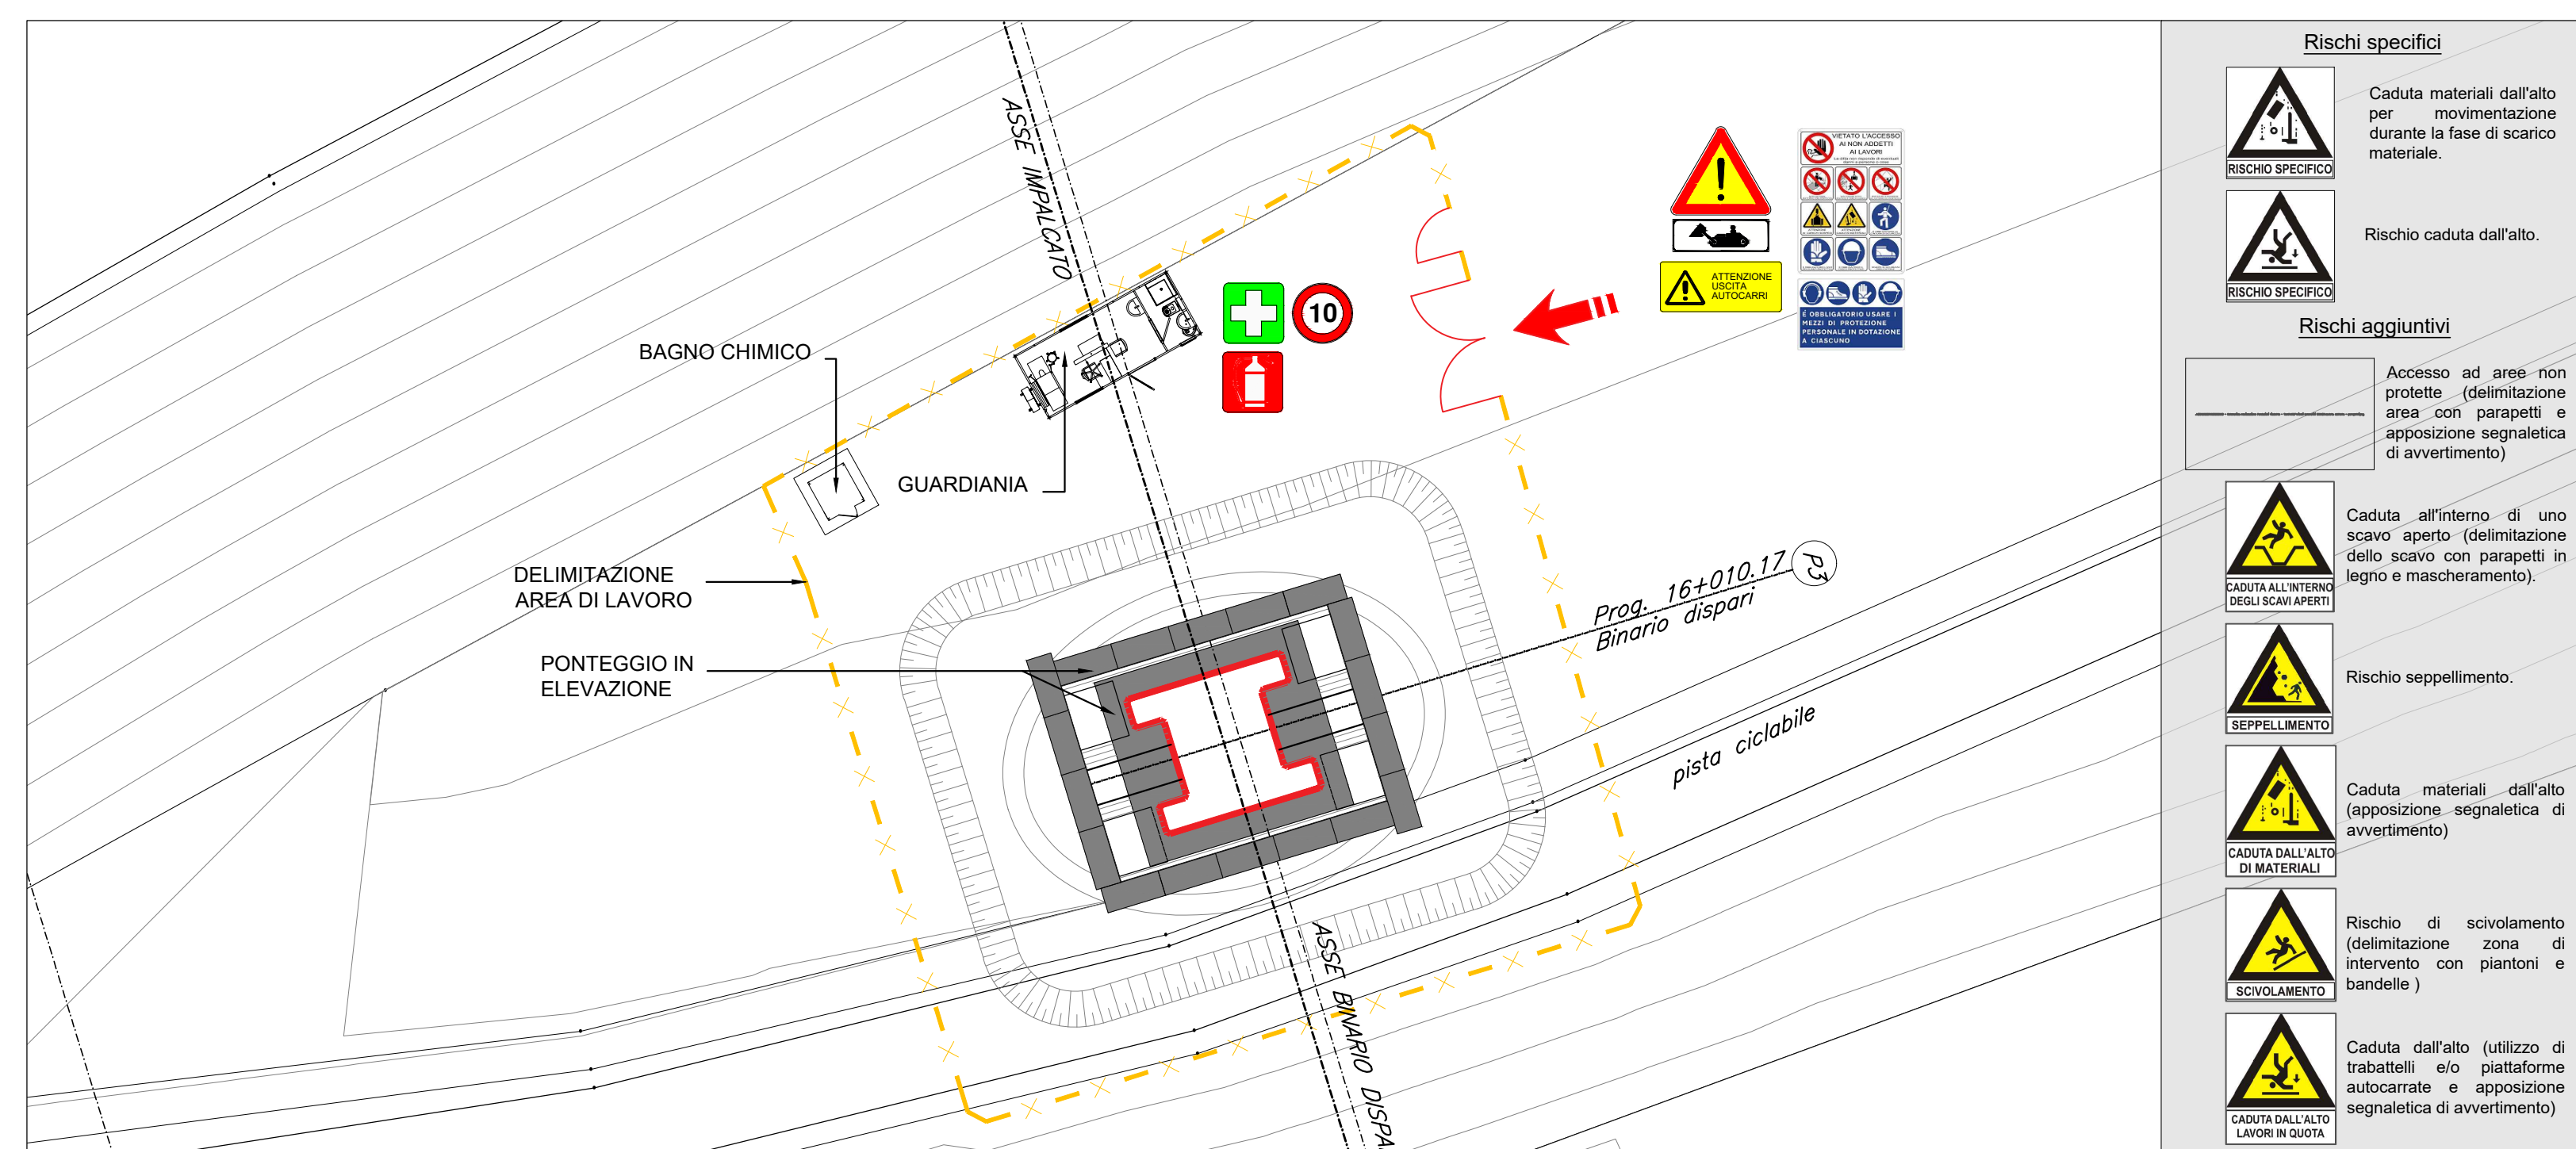 ASSE IMPALCATO
BAGNO CHIMICO
GUARDIANIA
DELIMITAZIONE
AREA DI LAVORO
PONTEGGIO IN
ELEVAZIONE
10
ATTENZIONE
USCITA
AUTOCARRI
VIETATO L'ACCESSO
AI NON ADDETTI
AI LAVORI
É OBBLIGATORIO USARE I
MEZZI DI PROTEZIONE
PERSONALE IN DOTAZIONE
A CIASCUNO
Prog. 16+010.17
Binario dispari
P3
pista ciclabile
ASSE BINARIO DISPA
Rischi specifici
RISCHIO SPECIFICO
Caduta materiali dall'alto
per movimentazione
durante la fase di scarico
materiale.
RISCHIO SPECIFICO
Rischio caduta dall'alto.
Rischi aggiuntivi
Accesso ad aree non
protette (delimitazione
area con parapetti e
apposizione segnaletica
di avvertimento)
CADUTA ALL'INTERNO
DEGLI SCAVI APERTI
Caduta all'interno di uno
scavo aperto (delimitazione
dello scavo con parapetti in
legno e mascheramento).
SEPPELLIMENTO
Rischio seppellimento.
CADUTA DALL'ALTO
DI MATERIALI
Caduta materiali dall'alto
(apposizione segnaletica di
avvertimento)
SCIVOLAMENTO
Rischio di scivolamento
(delimitazione zona di
intervento con piantoni e
bandelle )
CADUTA DALL'ALTO
LAVORI IN QUOTA
Caduta dall'alto (utilizzo di
trabattelli e/o piattaforme
autocarrate e apposizione
segnaletica di avvertimento)